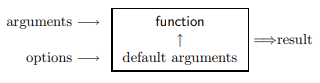 arguments ⟶ function
↑
options ⟶ default arguments ⟹ result